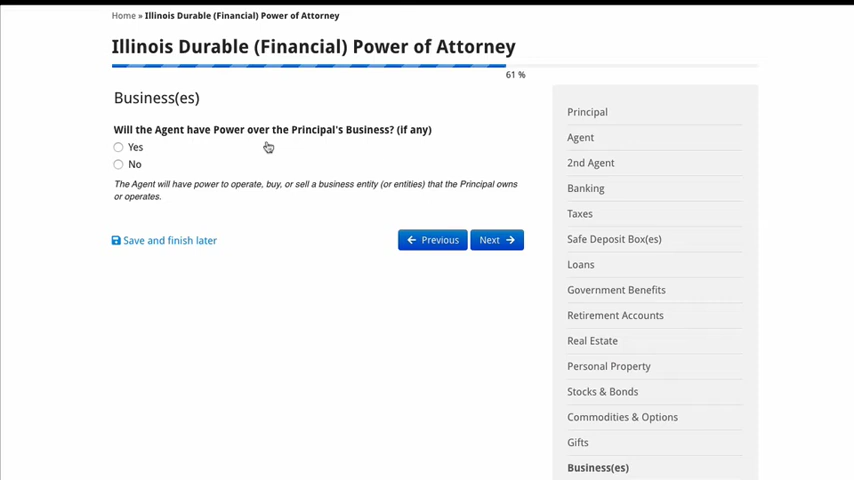 Home » Illinois Durable (Financial) Power of Attorney
Illinois Durable (Financial) Power of Attorney
61 %
Business(es)
Will the Agent have Power over the Principal's Business? (if any)
Yes
No
The Agent will have power to operate, buy, or sell a business entity (or entities) that the Principal owns
or operates.
Save and finish later
Previous
Next
Principal
Agent
2nd Agent
Banking
Taxes
Safe Deposit Box(es)
Loans
Government Benefits
Retirement Accounts
Real Estate
Personal Property
Stocks & Bonds
Commodities & Options
Gifts
Business(es)